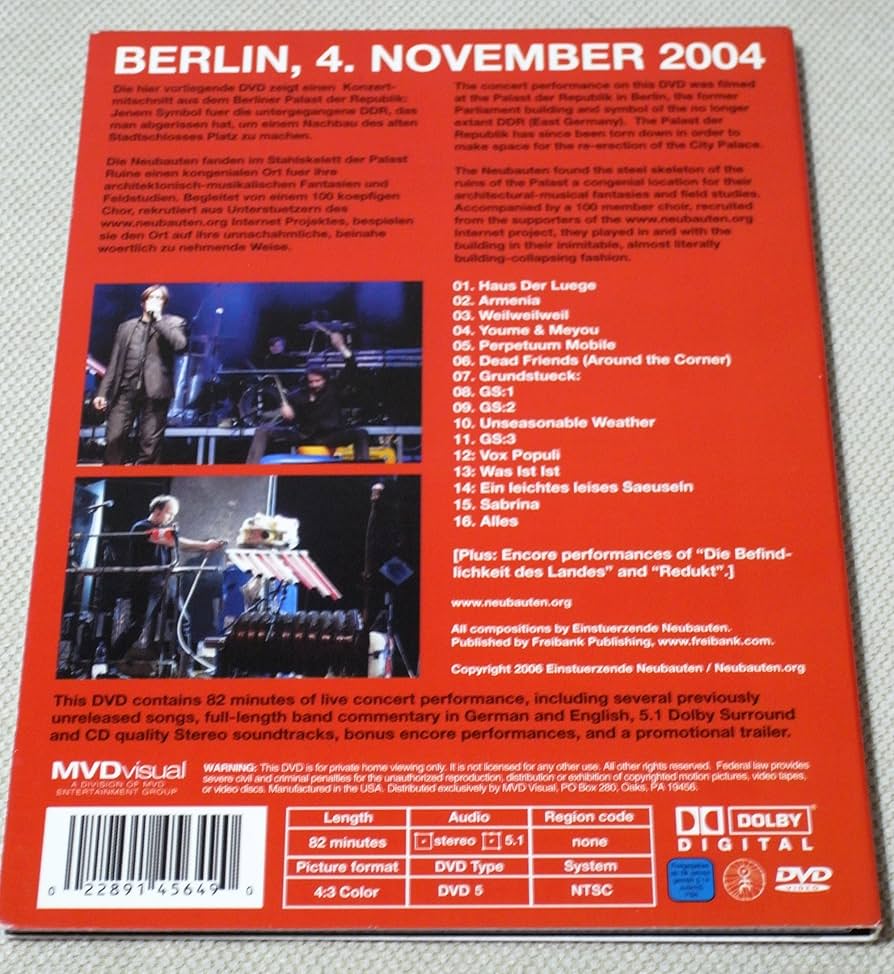 BERLIN, 4. NOVEMBER 2004
Die hier vorliegende DVD zeigt einen Konzert-
mitschnitt aus dem Berliner Palast der Republik:
Jenem Symbol fuer die untergegangene DDR, das
man abgerissen hat, um einem Nachbau des alten
Stadtschlosses Platz zu machen.
Die Neubauten fanden im Stahlskelett der Palast
Ruine einen kongenialen Ort fuer ihre
architektonisch-musikalischen Fantasien und
Feldstudien. Begleitet von einem 100 koepfigen
Chor, rekrutiert aus Unterstuetzern des
www.neubauten.org Internet Projektes, bespielen
sie den Ort auf ihre unnachahmliche, beinahe
woertlich zu nehmende Weise.
The concert performance on this DVD was filmed
at the Palast der Republik in Berlin, the former
Parliament building and symbol of the no longer
extant DDR (East Germany). The Palast der
Republik has since been torn down in order to
make space for the re-erection of the City Palace.
The Neubauten found the steel skeleton of the
ruins of the Palast a congenial location for their
architectural-musical fantasies and field studies.
Accompanied by a 100 member choir, recruited
from the supporters of the www.neubauten.org
Internet project, they played in and with the
building in their inimitable, almost literally
building-collapsing fashion.
01. Haus Der Luege
02. Armenia
03. Weilweilweil
04. Youme & Meyou
05. Perpetuum Mobile
06. Dead Friends (Around the Corner)
07. Grundstueck:
08. GS:1
09. GS:2
10. Unseasonable Weather
11. GS:3
12: Vox Populi
13: Was Ist Ist
14: Ein leichtes leises Saeuseln
15. Sabrina
16. Alles
[Plus: Encore performances of "Die Befind-
lichkeit des Landes" and "Redukt".]
www.neubauten.org
All compositions by Einstuerzende Neubauten.
Published by Freibank Publishing, www.freibank.com.
Copyright 2006 Einstuerzende Neubauten / Neubauten.org
This DVD contains 82 minutes of live concert performance, including several previously
unreleased songs, full-length band commentary in German and English, 5.1 Dolby Surround
and CD quality Stereo soundtracks, bonus encore performances, and a promotional trailer.
MVDvisual
A DIVISION OF MVD
ENTERTAINMENT GROUP
WARNING: This DVD is for private home viewing only. It is not licensed for any other use. All other rights reserved. Federal law provides
severe civil and criminal penalties for the unauthorized reproduction, distribution or exhibition of copyrighted motion pictures, video tapes,
or video discs. Manufactured in the USA. Distributed exclusively by MVD Visual, PO Box 280, Oaks, PA 19456.
0 22891 45649 0
Length Audio Region code
82 minutes stereo 5.1 none
Picture format DVD Type System
4:3 Color DVD 5 NTSC
DOLBY
DIGITAL
DVD
VIDEO